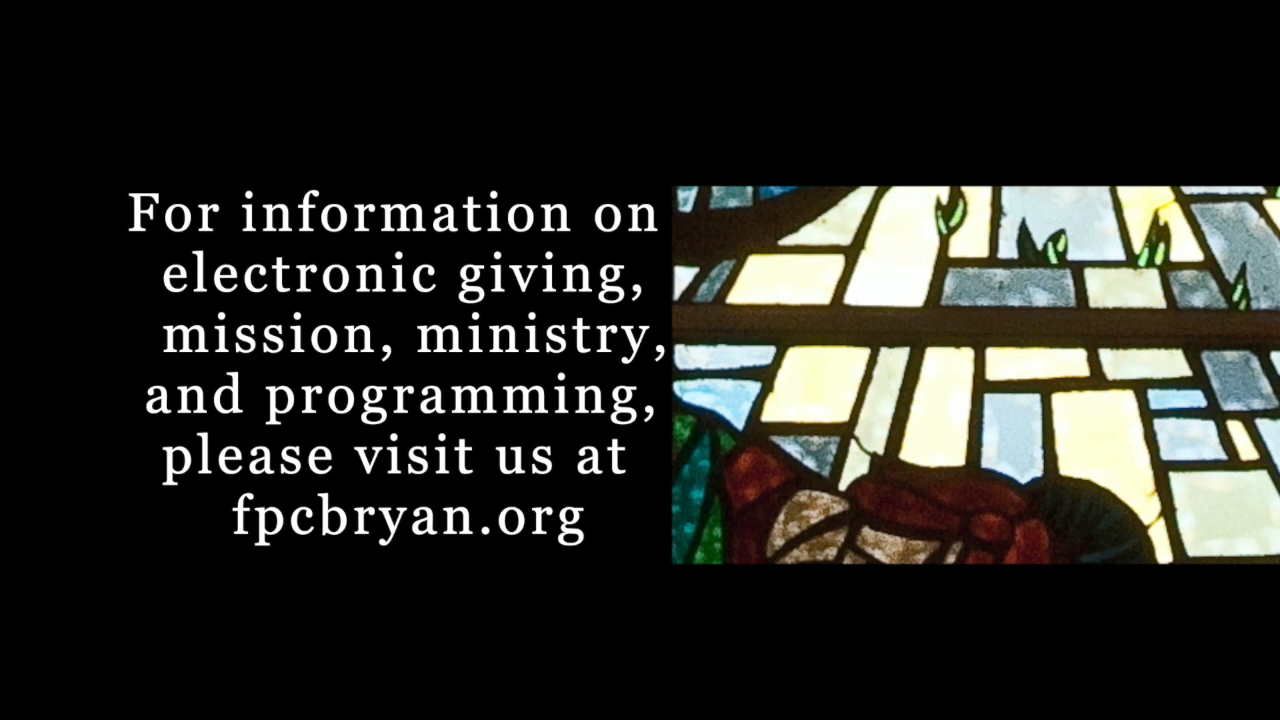 For information on
electronic giving,
mission, ministry,
and programming,
please visit us at
fpcbryan.org